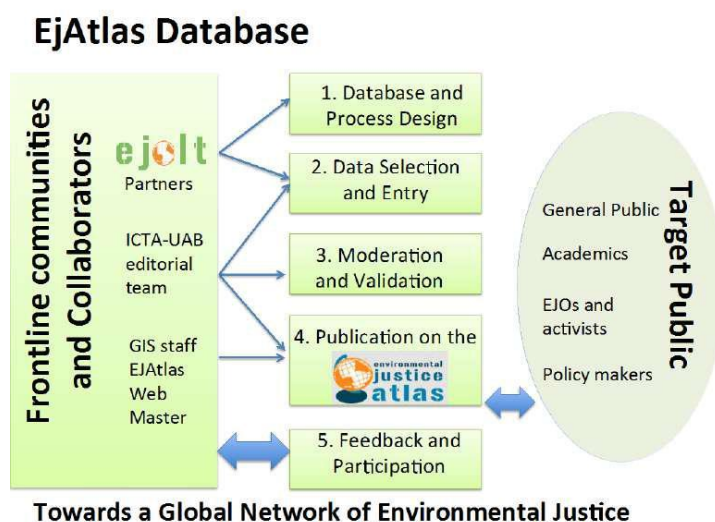 EjAtlas Database
Frontline communities
and Collaborators
ejolt
Partners
ICTA-UAB
editorial
team
GIS staff
EJAtlas
Web
Master
1. Database and
Process Design
2. Data Selection
and Entry
3. Moderation
and Validation
4. Publication on the
environmental
justice
atlas
5. Feedback and
Participation
Target Public
General Public
Academics
EJOs and
activists
Policy makers
Towards a Global Network of Environmental Justice